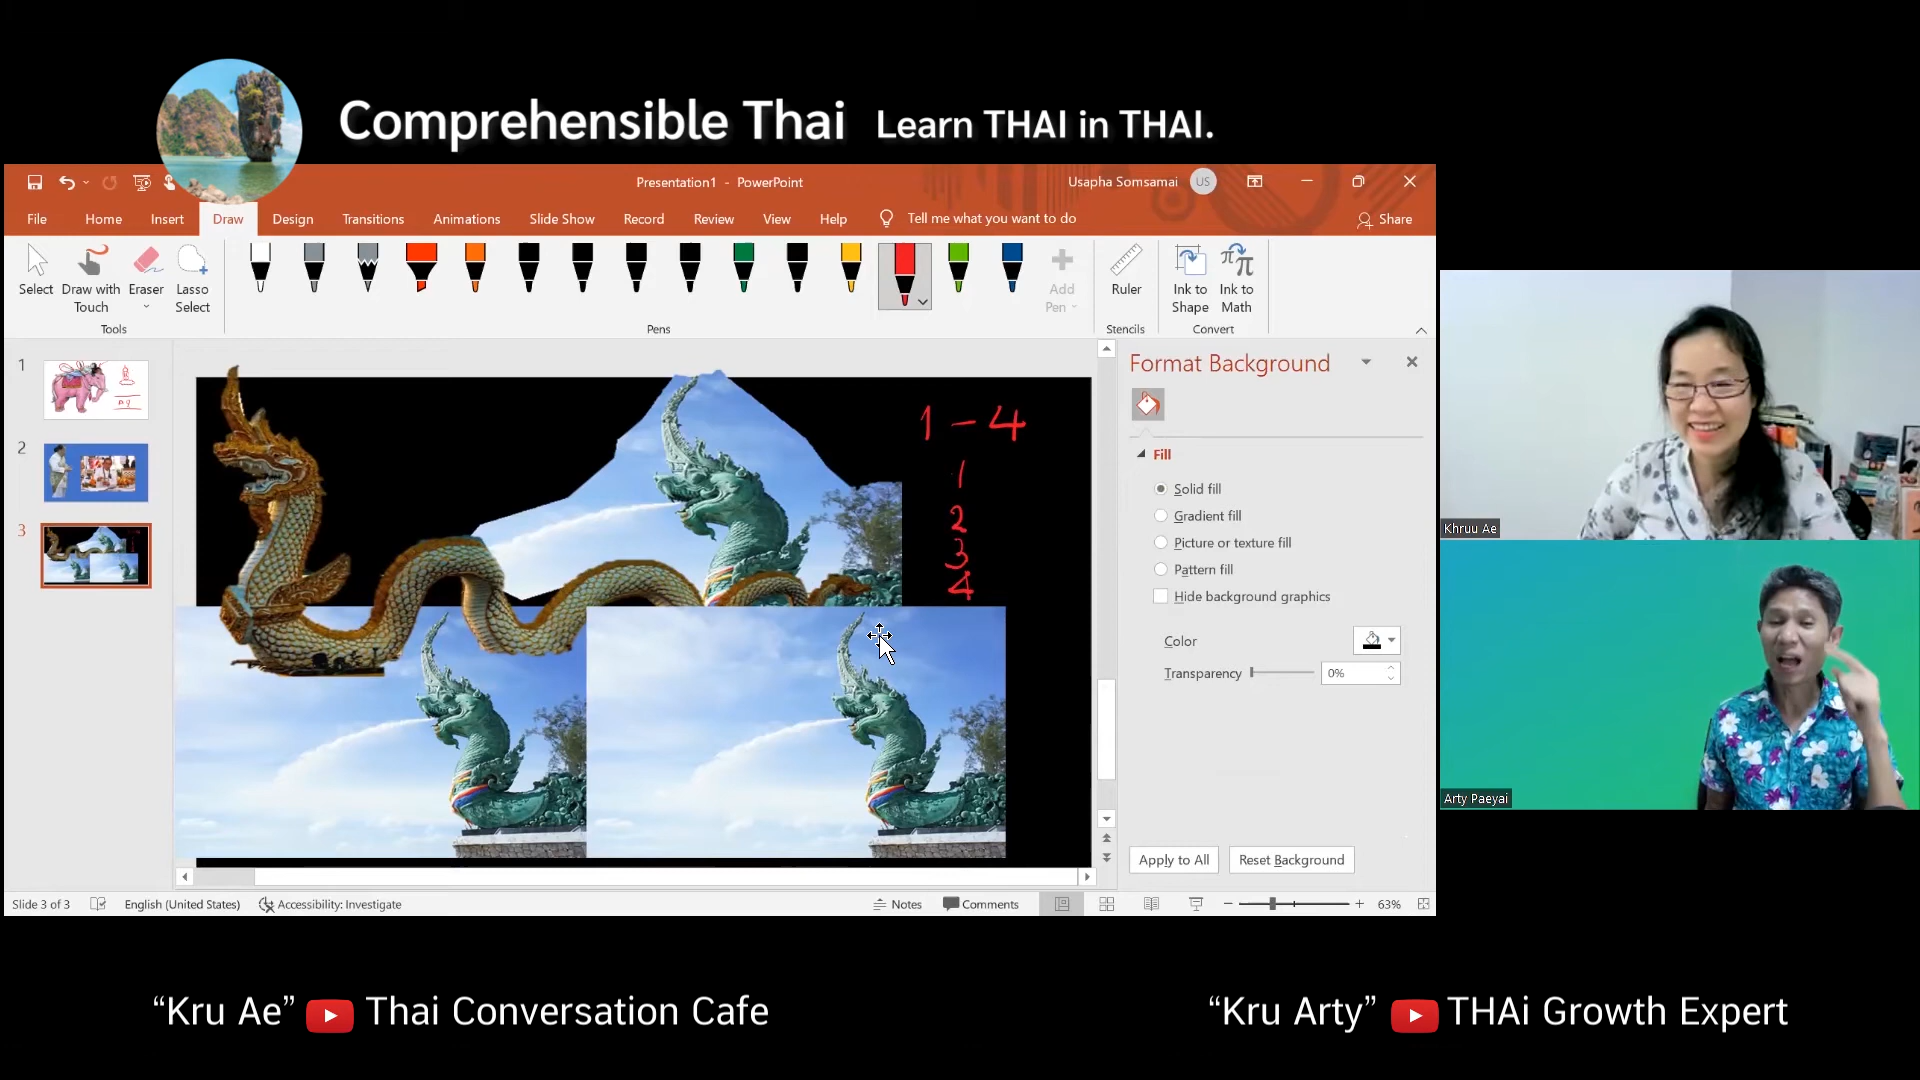 Comprehensible Thai Learn THAI in THAI.
Presentation1 - PowerPoint
Usapha Somsamai US
File Home Insert Draw Design Transitions Animations Slide Show Record Review View Help Tell me what you want to do Share
Select
Draw with Touch
Eraser
Lasso Select
Add Pen
Ruler
Ink to Shape
Ink to Math
Tools Pens Stencils Convert
1
2
3
1 - 4
1
2
3
4
Format Background
Fill
Solid fill
Gradient fill
Picture or texture fill
Pattern fill
Hide background graphics
Color
Transparency 0%
Apply to All Reset Background
Khruu Ae
Arty Paeyai
Slide 3 of 3 English (United States) Accessibility: Investigate Notes Comments 63%
“Kru Ae” Thai Conversation Cafe
“Kru Arty” THAi Growth Expert